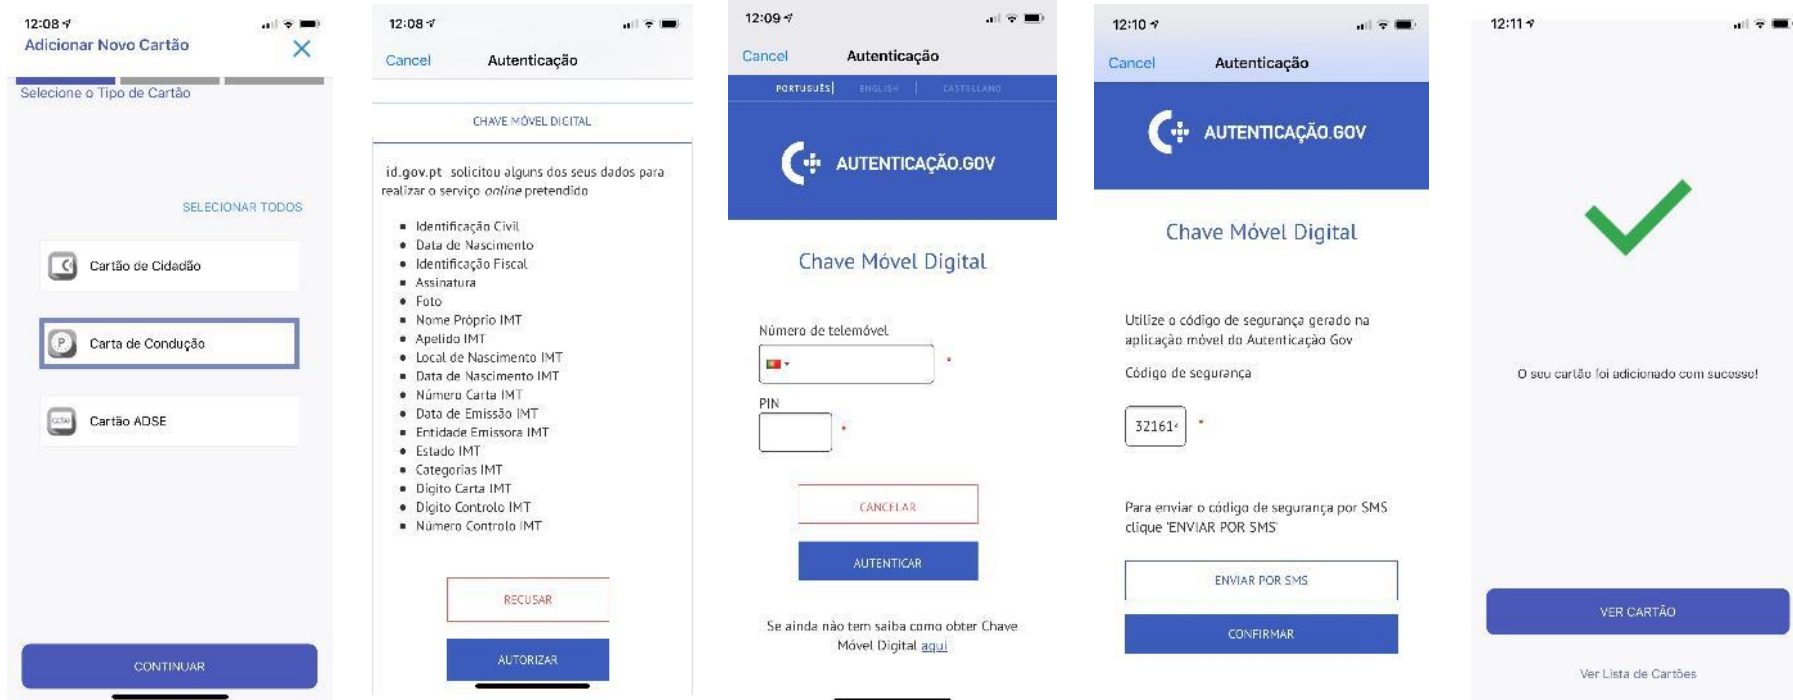 12:08
Adicionar Novo Cartão
Selecione o Tipo de Cartão
SELECIONAR TODOS
Cartão de Cidadão
Carta de Condução
Cartão ADSE
CONTINUAR
12:08
Cancel Autenticação
CHAVE MÓVEL DIGITAL
id.gov.pt solicitou alguns dos seus dados para
realizar o serviço online pretendido
Identificação Civil
Data de Nascimento
Identificação Fiscal
Assinatura
Foto
Nome Próprio IMT
Apelido IMT
Local de Nascimento IMT
Data de Nascimento IMT
Número Carta IMT
Data de Emissão IMT
Entidade Emissora IMT
Estado IMT
Categorias IMT
Dígito Carta IMT
Dígito Controlo IMT
Número Controlo IMT
RECUSAR
AUTORIZAR
12:09
Cancel Autenticação
PORTUGUÊS ENGLISH CASTELLANO
AUTENTICAÇÃO.GOV
Chave Móvel Digital
Número de telemóvel
*
PIN
*
CANCELAR
AUTENTICAR
Se ainda não tem saiba como obter Chave
Móvel Digital aqui
12:10
Cancel Autenticação
AUTENTICAÇÃO.GOV
Chave Móvel Digital
Utilize o código de segurança gerado na
aplicação móvel do Autenticação Gov
Código de segurança
*
Para enviar o código de segurança por SMS
clique 'ENVIAR POR SMS'
ENVIAR POR SMS
CONFIRMAR
12:11
O seu cartão foi adicionado com sucesso!
VER CARTÃO
Ver Lista de Cartões